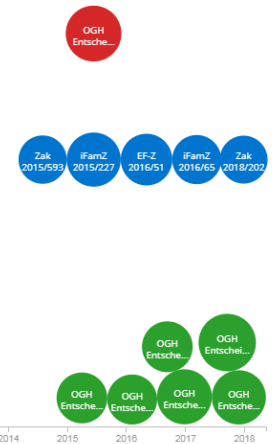 OGH
Entsche...
Zak
2015/593
iFamZ
2015/227
EF-Z
2016/51
iFamZ
2016/65
Zak
2018/202
OGH
Entsche...
OGH
Entschei...
OGH
Entsche...
OGH
Entsche...
OGH
Entsche...
OGH
Entsche...
2014
2015
2016
2017
2018